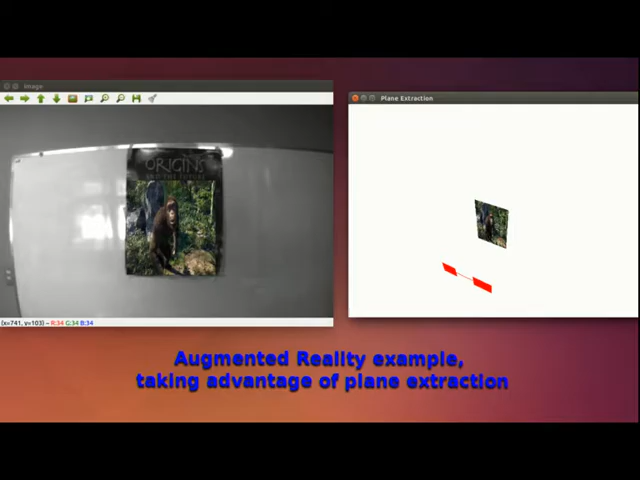 Image
Plane Extraction
ORIGINS
(x=741, y=103) ~ R:34 G:34 B:34
Augmented Reality example,
taking advantage of plane extraction